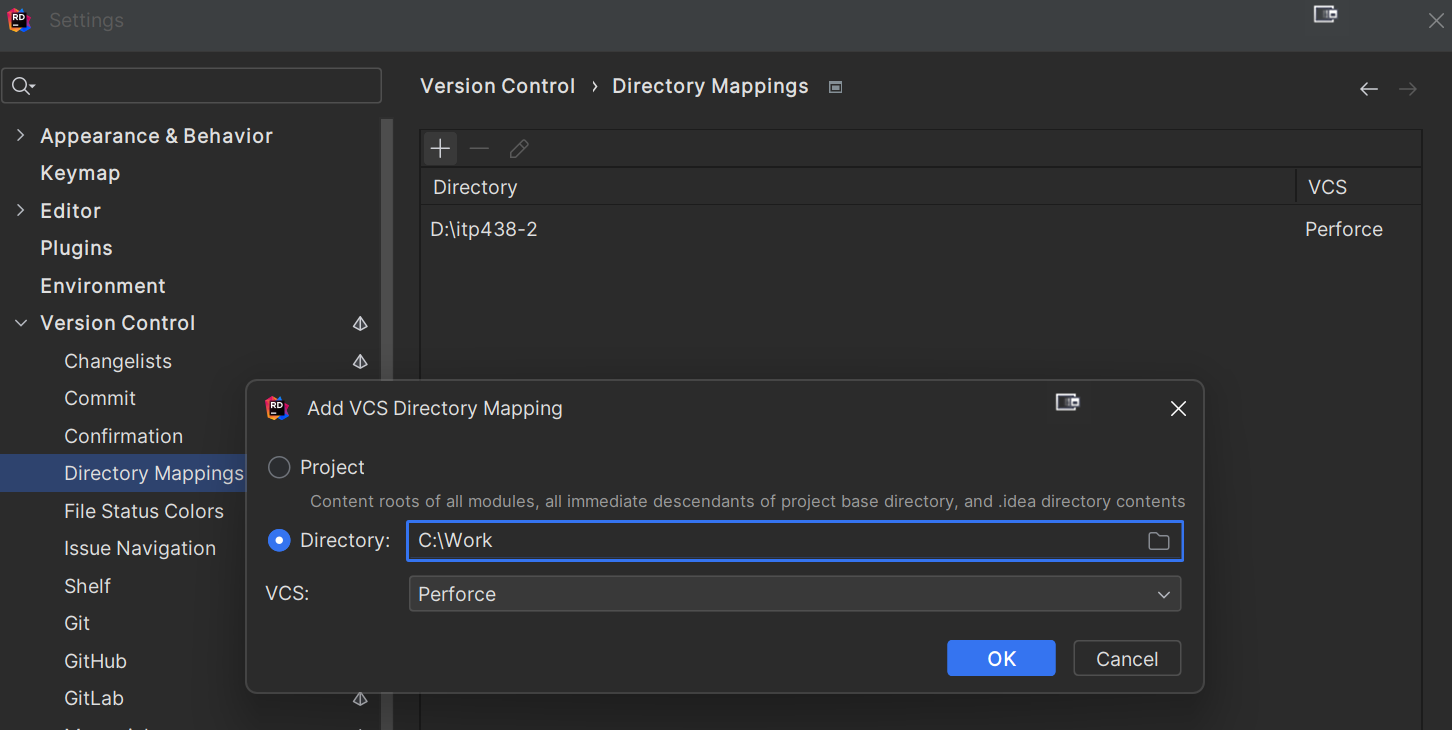 RD Settings
Version Control › Directory Mappings
Appearance & Behavior
Keymap
Editor
Plugins
Environment
Version Control
Changelists
Commit
Confirmation
Directory Mappings
File Status Colors
Issue Navigation
Shelf
Git
GitHub
GitLab
Directory VCS
D:\itp438-2 Perforce
RD Add VCS Directory Mapping
Project
Content roots of all modules, all immediate descendants of project base directory, and .idea directory contents
Directory: C:\Work
VCS: Perforce
OK Cancel